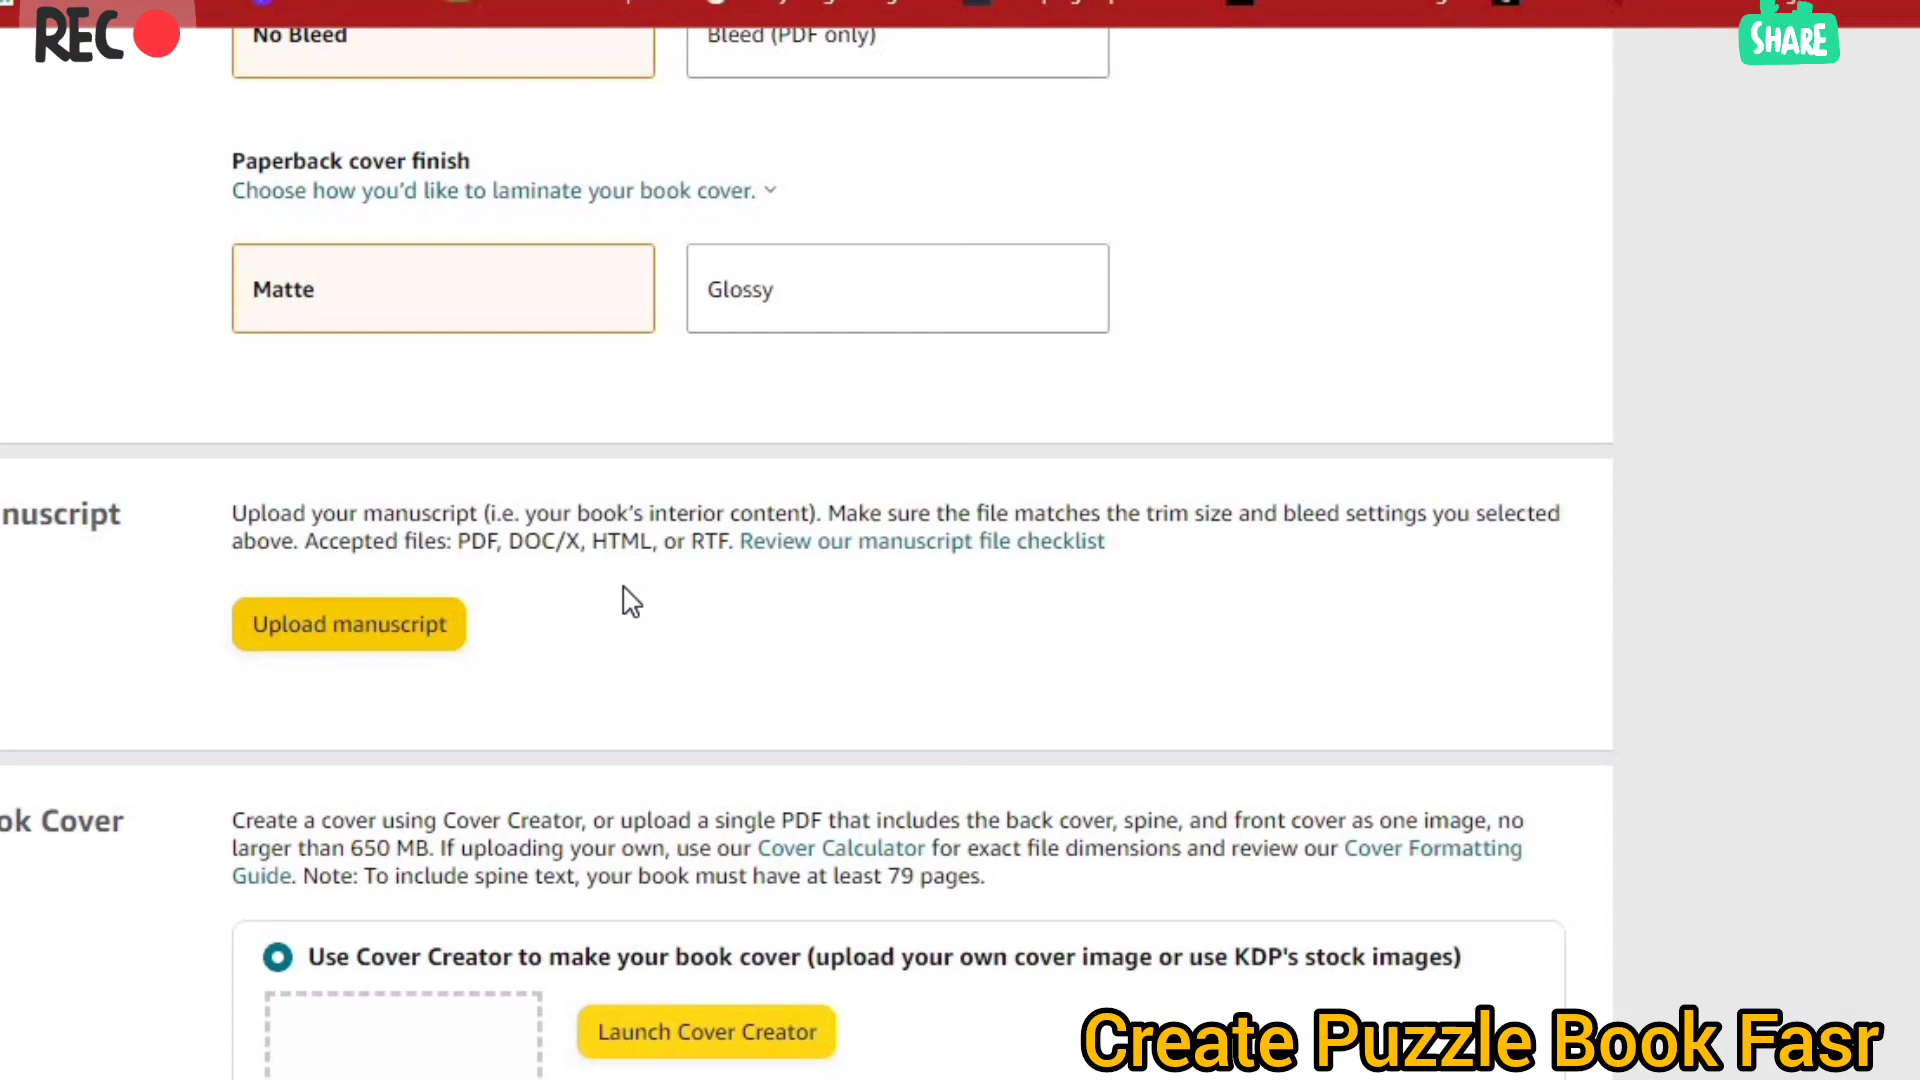 REC
SHARE
No Bleed
Bleed (PDF only)
Paperback cover finish
Choose how you’d like to laminate your book cover.
Matte
Glossy
nuscript
Upload your manuscript (i.e. your book’s interior content). Make sure the file matches the trim size and bleed settings you selected
above. Accepted files: PDF, DOC/X, HTML, or RTF. Review our manuscript file checklist
Upload manuscript
ok Cover
Create a cover using Cover Creator, or upload a single PDF that includes the back cover, spine, and front cover as one image, no
larger than 650 MB. If uploading your own, use our Cover Calculator for exact file dimensions and review our Cover Formatting
Guide. Note: To include spine text, your book must have at least 79 pages.
Use Cover Creator to make your book cover (upload your own cover image or use KDP's stock images)
Launch Cover Creator
Create Puzzle Book Fasr